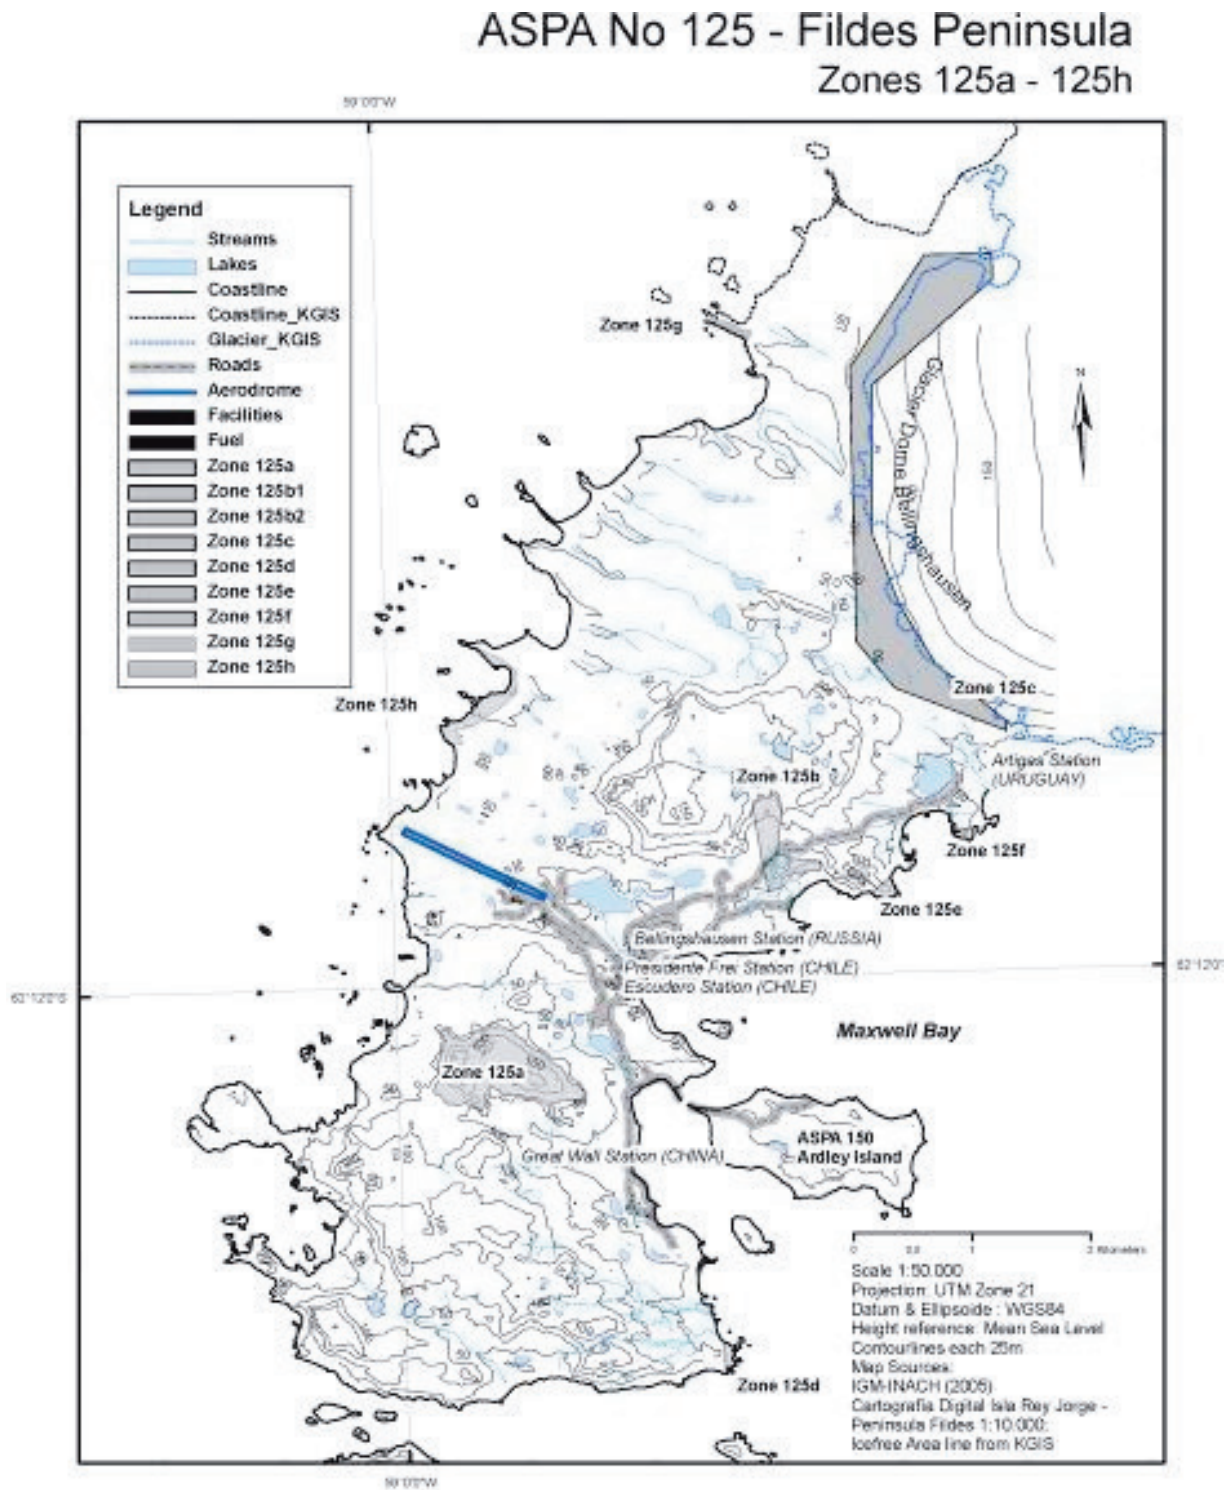 ASPA No 125 - Fildes Peninsula
Zones 125a - 125h
Legend
Streams
Lakes
Coastline
Coastline_KGIS
Glacier_KGIS
Roads
Aerodrome
Facilities
Fuel
Zone 125a
Zone 125b1
Zone 125b2
Zone 125c
Zone 125d
Zone 125e
Zone 125f
Zone 125g
Zone 125h
Zone 125g
N
Glacier Dome Bellingshausen
150
Zone 125c
Zone 125h
Artigas Station
(URUGUAY)
Zone 125b
Zone 125f
Zone 125e
Bellingshausen Station (RUSSIA)
Presidente Frei Station (CHILE)
Escudero Station (CHILE)
62°12'0"S
Maxwell Bay
Zone 125a
ASPA 150
Ardley Island
Great Wall Station (CHINA)
Zone 125d
Scale 1:50.000
Projection: UTM Zone 21
Datum & Ellipsoide : WGS84
Height reference: Mean Sea Level
Contourlines each 25m
Map Sources:
IGM-INACH (2005)
Cartografia Digital Isla Rey Jorge -
Peninsula Fildes 1:10.000;
Icefree Area line from KGIS